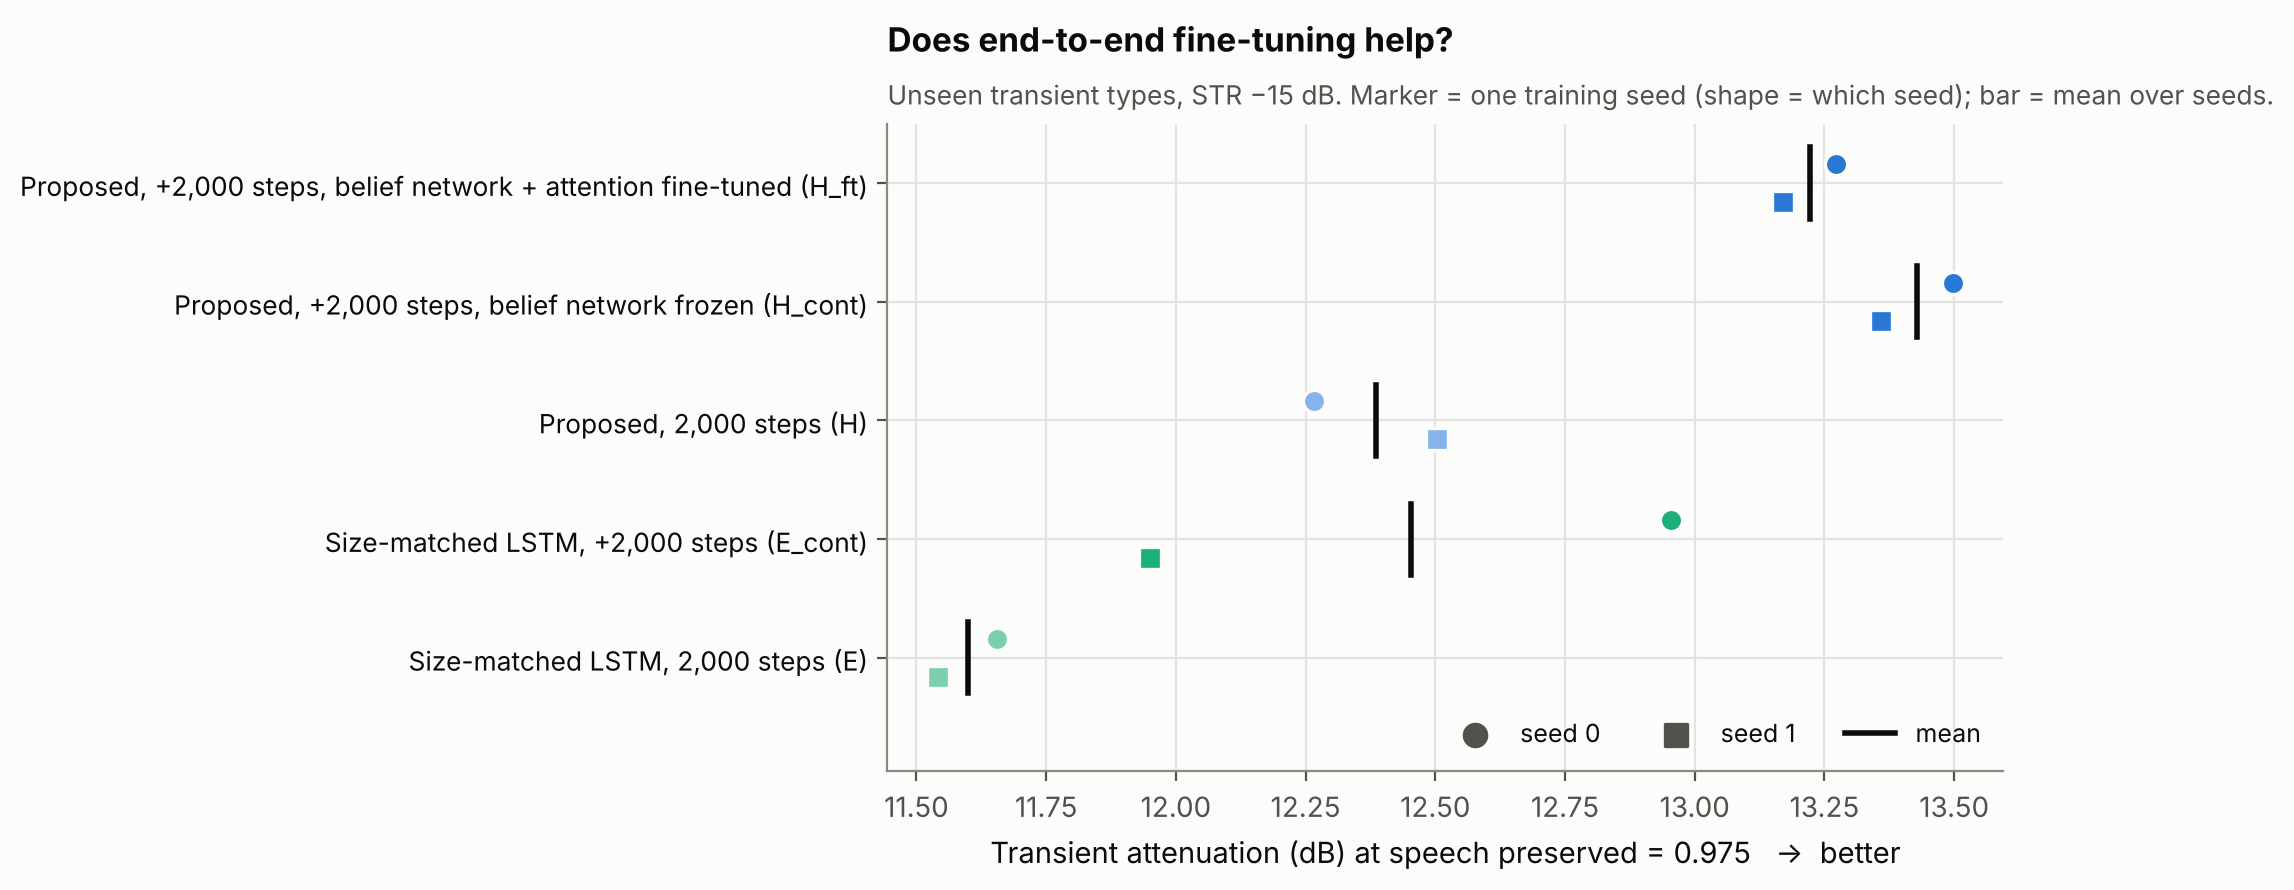 Does end-to-end fine-tuning help?
Unseen transient types, STR −15 dB. Marker = one training seed (shape = which seed); bar = mean over seeds.
Proposed, +2,000 steps, belief network + attention fine-tuned (H_ft)
Proposed, +2,000 steps, belief network frozen (H_cont)
Proposed, 2,000 steps (H)
Size-matched LSTM, +2,000 steps (E_cont)
Size-matched LSTM, 2,000 steps (E)
seed 0 seed 1 mean
11.50 11.75 12.00 12.25 12.50 12.75 13.00 13.25 13.50
Transient attenuation (dB) at speech preserved = 0.975 → better